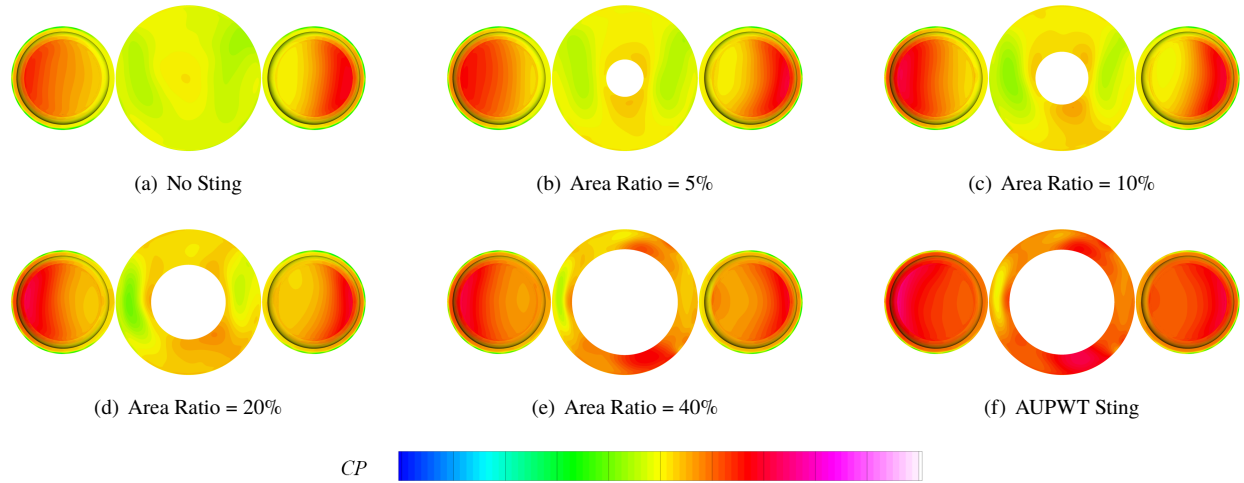 (a) No Sting
(b) Area Ratio = 5%
(c) Area Ratio = 10%
(d) Area Ratio = 20%
(e) Area Ratio = 40%
(f) AUPWT Sting
CP